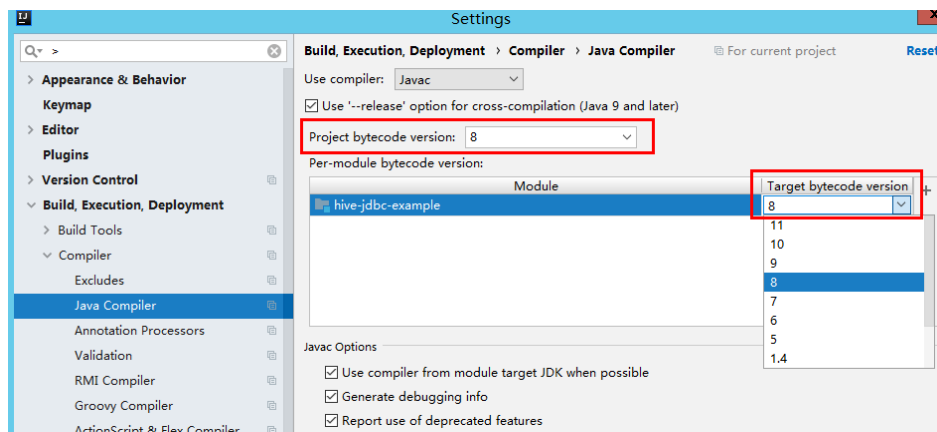 Settings
>
Build, Execution, Deployment > Compiler > Java Compiler
For current project
Reset
Appearance & Behavior
Keymap
Editor
Plugins
Version Control
Build, Execution, Deployment
Build Tools
Compiler
Excludes
Java Compiler
Annotation Processors
Validation
RMI Compiler
Groovy Compiler
ActionScript & Flex Compiler
Use compiler: Javac
Use '--release' option for cross-compilation (Java 9 and later)
Project bytecode version: 8
Per-module bytecode version:
Module Target bytecode version
hive-jdbc-example 8
11
10
9
8
7
6
5
1.4
Javac Options
Use compiler from module target JDK when possible
Generate debugging info
Report use of deprecated features